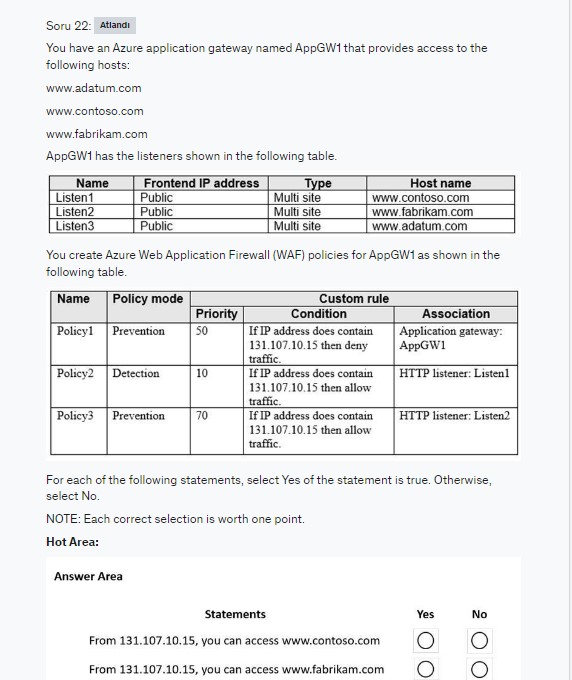 Soru 22: Atlandı
You have an Azure application gateway named AppGW1 that provides access to the
following hosts:
www.adatum.com
www.contoso.com
www.fabrikam.com
AppGW1 has the listeners shown in the following table.
Name Frontend IP address Type Host name
Listen1 Public Multi site www.contoso.com
Listen2 Public Multi site www.fabrikam.com
Listen3 Public Multi site www.adatum.com
You create Azure Web Application Firewall (WAF) policies for AppGW1 as shown in the
following table.
Name Policy mode Custom rule
Priority Condition Association
Policy1 Prevention 50 If IP address does contain Application gateway:
131.107.10.15 then deny AppGW1
traffic.
Policy2 Detection 10 If IP address does contain HTTP listener: Listen1
131.107.10.15 then allow
traffic.
Policy3 Prevention 70 If IP address does contain HTTP listener: Listen2
131.107.10.15 then allow
traffic.
For each of the following statements, select Yes of the statement is true. Otherwise,
select No.
NOTE: Each correct selection is worth one point.
Hot Area:
Answer Area
Statements Yes No
From 131.107.10.15, you can access www.contoso.com
From 131.107.10.15, you can access www.fabrikam.com